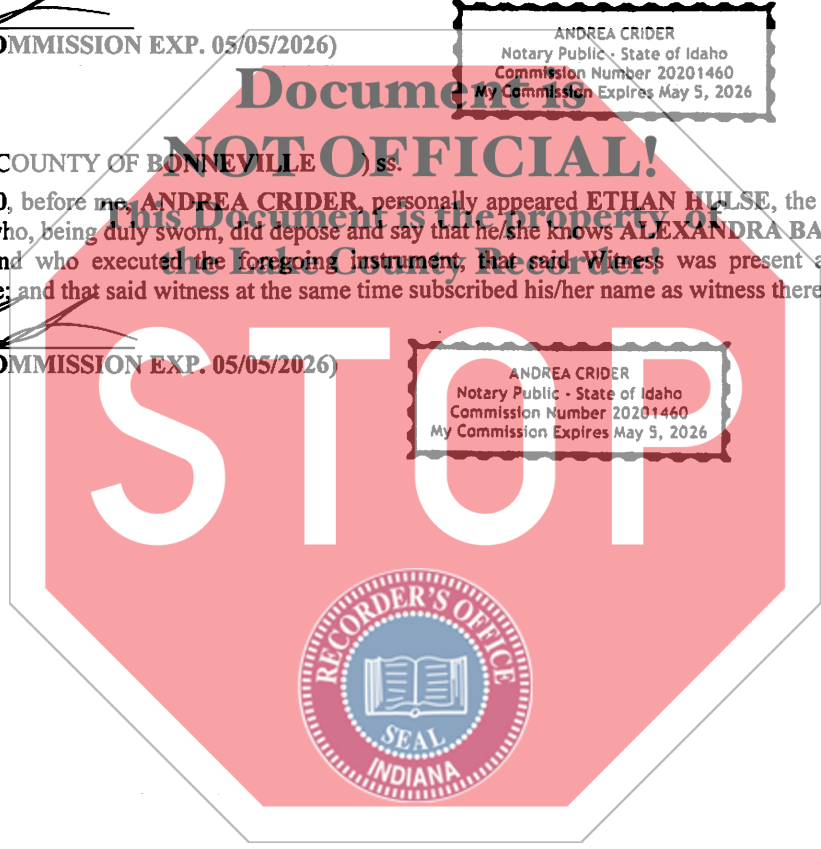 OMMISSION EXP. 05/05/2026)
ANDREA CRIDER
Notary Public - State of Idaho
Commission Number 20201460
My Commission Expires May 5, 2026
Document is
NOT OFFICIAL!
This Document is the property of
the Lake County Recorder!
COUNTY OF BONNEVILLE ) ss.
0, before me, ANDREA CRIDER, personally appeared ETHAN HULSE, the
ho, being duly sworn, did depose and say that he/she knows ALEXANDRA BA
nd who executed the foregoing instrument, that said Witness was present a
e; and that said witness at the same time subscribed his/her name as witness there
OMMISSION EXP. 05/05/2026)
ANDREA CRIDER
Notary Public - State of Idaho
Commission Number 20201460
My Commission Expires May 5, 2026
STOP
RECORDER'S OFFICE
SEAL
INDIANA